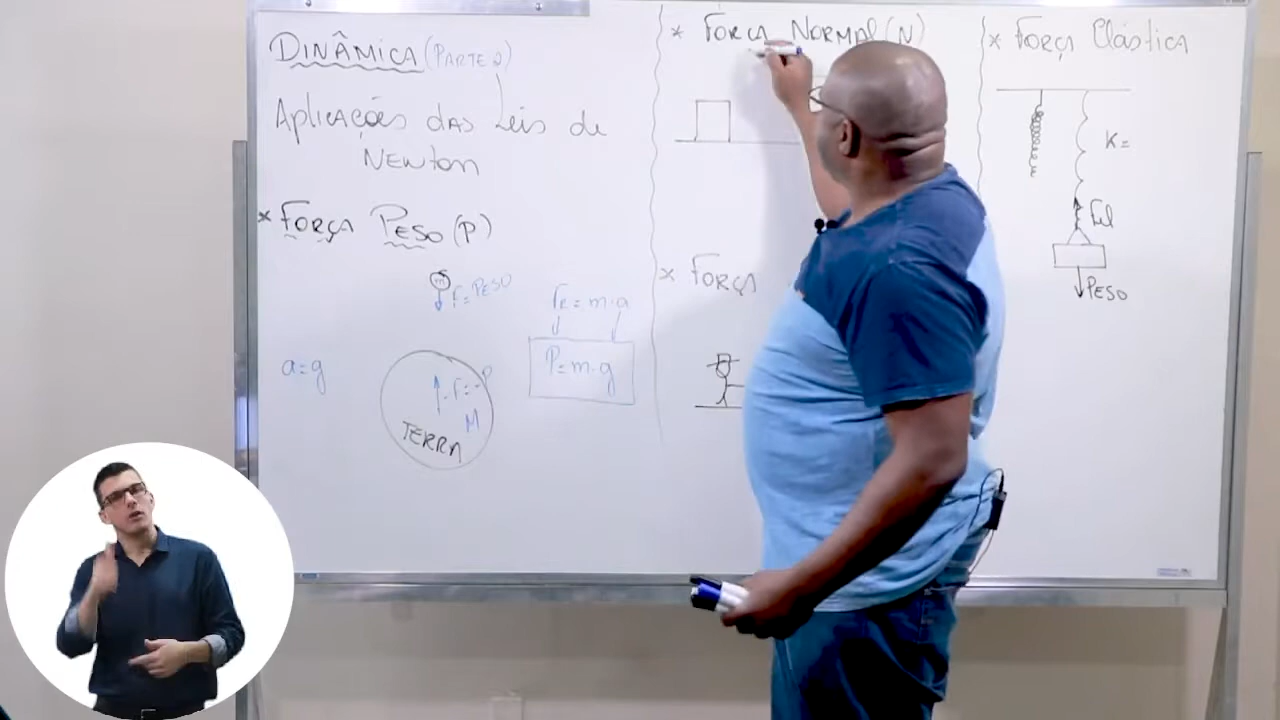 DINÂMICA (PARTE 2)
Aplicações das Leis de
NEWTON
* FORÇA PESO (P)
m
F = PESO
FR = m·a
P = m·g
a = g
F = -P
M
TERRA
* FORÇA NORMAL (N)
* FORÇA
* FORÇA Elástica
K =
Fel
PESO